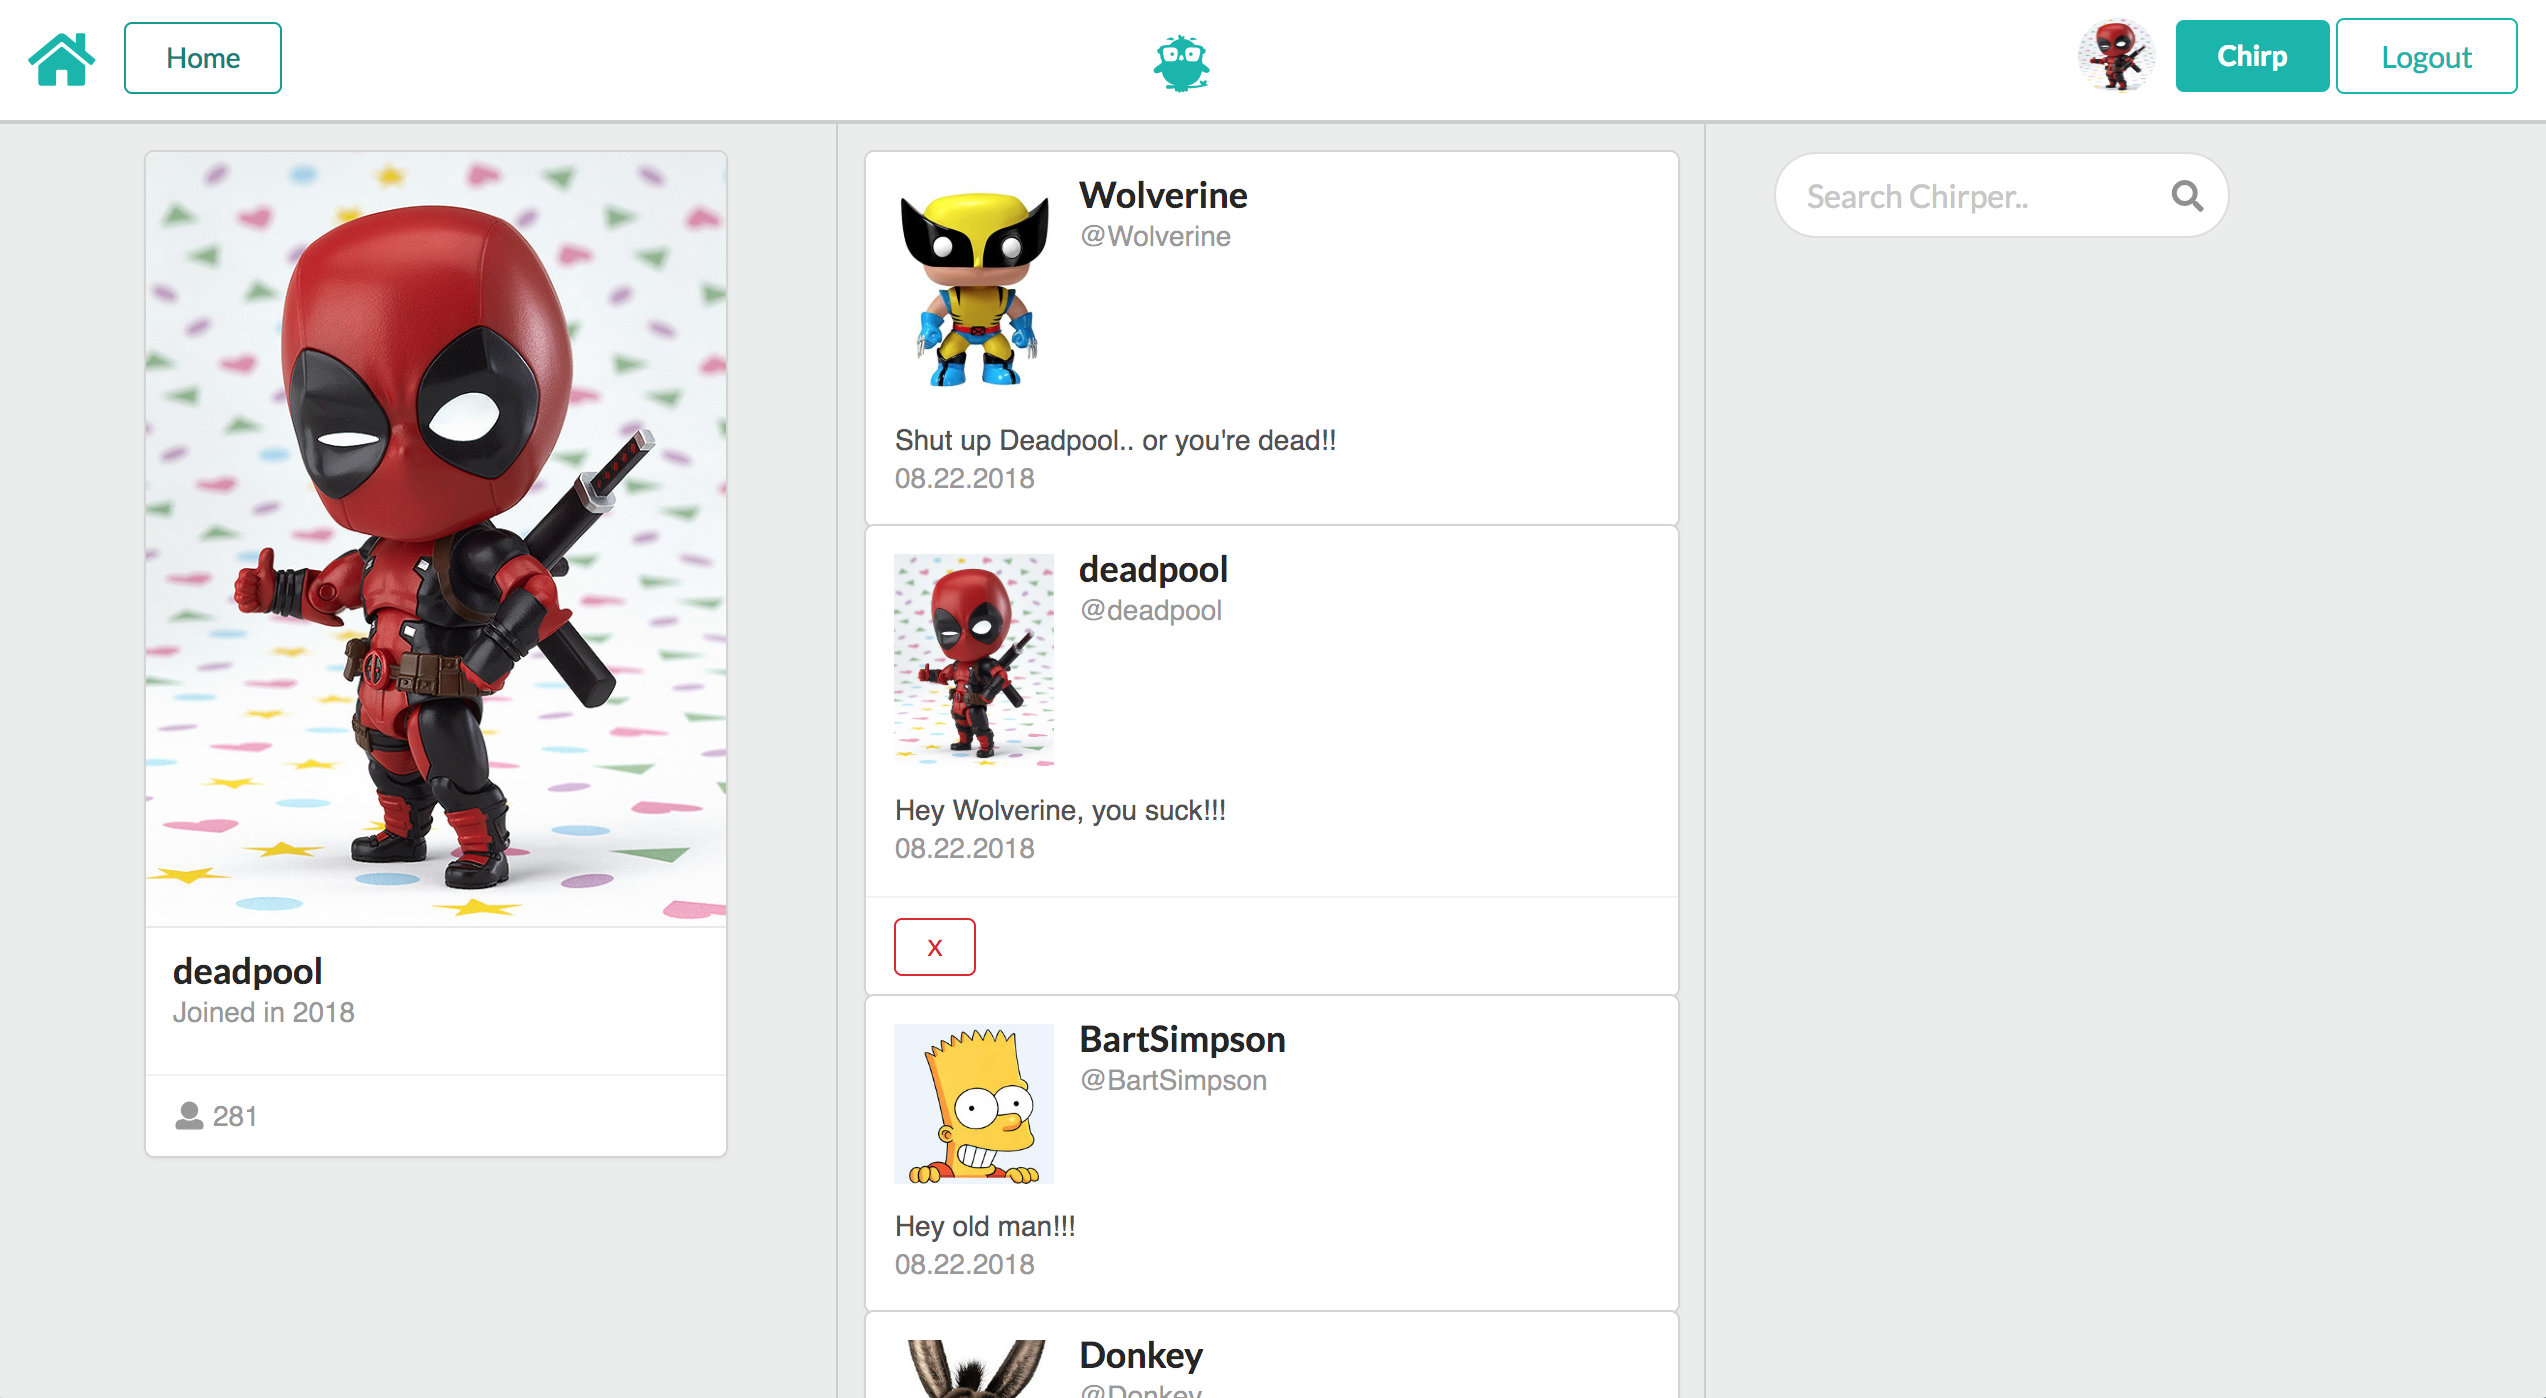 Home
Chirp
Logout
deadpool
Joined in 2018
281
Wolverine
@Wolverine
Shut up Deadpool.. or you're dead!!
08.22.2018
deadpool
@deadpool
Hey Wolverine, you suck!!!
08.22.2018
X
BartSimpson
@BartSimpson
Hey old man!!!
08.22.2018
Donkey
@Donkey
Search Chirper..